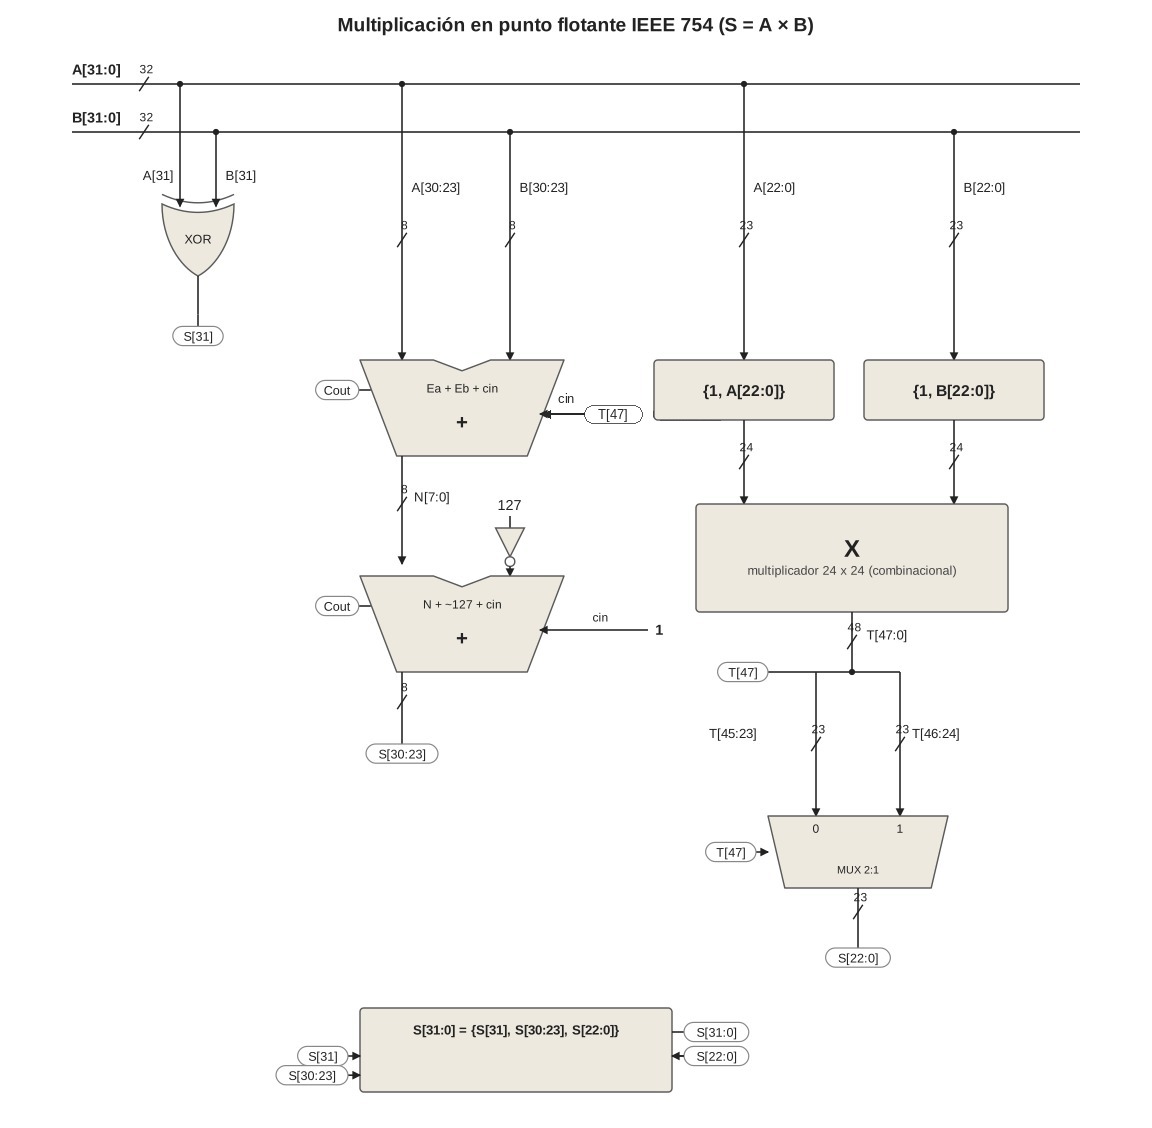 Multiplicación en punto flotante IEEE 754 (S = A × B)
A[31:0] 32
B[31:0] 32
A[31] B[31]
A[30:23] B[30:23] A[22:0] B[22:0]
8 8 23 23
XOR
S[31]
Cout
Ea + Eb + cin
+
cin
T[47]
{1, A[22:0]}
{1, B[22:0]}
24 24
8 N[7:0]
127
X
multiplicador 24 x 24 (combinacional)
Cout
N + ~127 + cin
+
cin
1
48 T[47:0]
T[47]
8
S[30:23]
T[45:23] 23 23 T[46:24]
0 1
T[47]
MUX 2:1
23
S[22:0]
S[31:0] = {S[31], S[30:23], S[22:0]}
S[31:0]
S[31]
S[22:0]
S[30:23]